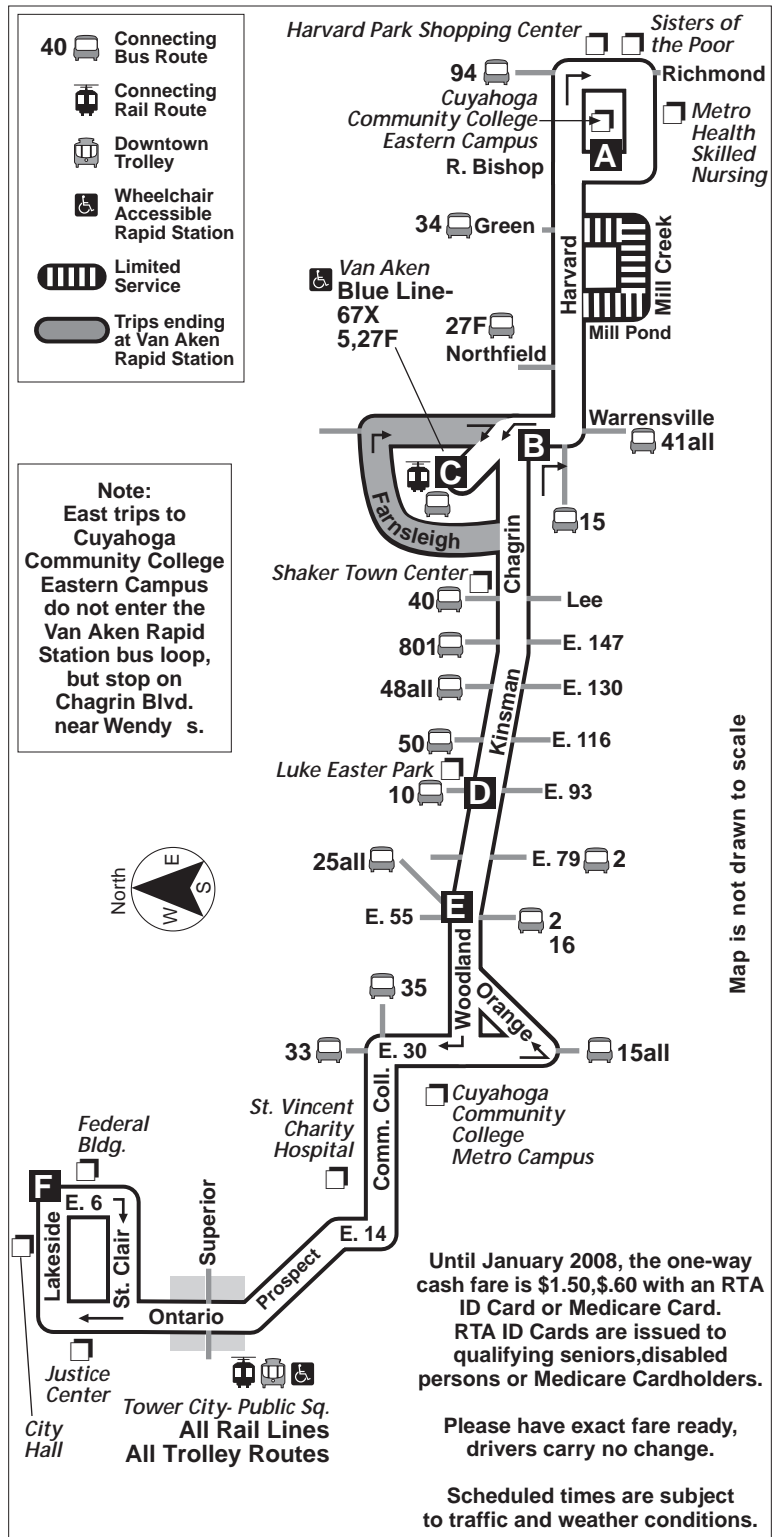 40
Connecting
Bus Route
Connecting
Rail Route
Downtown
Trolley
Wheelchair
Accessible
Rapid Station
Limited
Service
Trips ending
at Van Aken
Rapid Station
Harvard Park Shopping Center
Sisters of
the Poor
94
Richmond
Cuyahoga
Community College
Eastern Campus
A
R. Bishop
Metro
Health
Skilled
Nursing
34
Green
Harvard
Mill Creek
Mill Pond
Van Aken
Blue Line-
67X
5,27F
27F
Northfield
Warrensville
41all
B
C
15
Farnsleigh
Chagrin
Note:
East trips to
Cuyahoga
Community College
Eastern Campus
do not enter the
Van Aken Rapid
Station bus loop,
but stop on
Chagrin Blvd.
near Wendy s.
Shaker Town Center
40
Lee
801
E. 147
48all
E. 130
Kinsman
50
E. 116
Luke Easter Park
10
D
E. 93
25all
E. 79
2
E
E. 55
2
16
North
E
S
W
Map is not drawn to scale
Woodland
Orange
35
33
E. 30
15all
Comm. Coll.
Cuyahoga
Community
College
Metro Campus
St. Vincent
Charity
Hospital
Federal
Bldg.
F
E. 6
Lakeside
St. Clair
Superior
E. 14
Prospect
Ontario
Justice
Center
City
Hall
Tower City- Public Sq.
All Rail Lines
All Trolley Routes
Until January 2008, the one-way
cash fare is $1.50,$.60 with an RTA
ID Card or Medicare Card.
RTA ID Cards are issued to
qualifying seniors,disabled
persons or Medicare Cardholders.
Please have exact fare ready,
drivers carry no change.
Scheduled times are subject
to traffic and weather conditions.